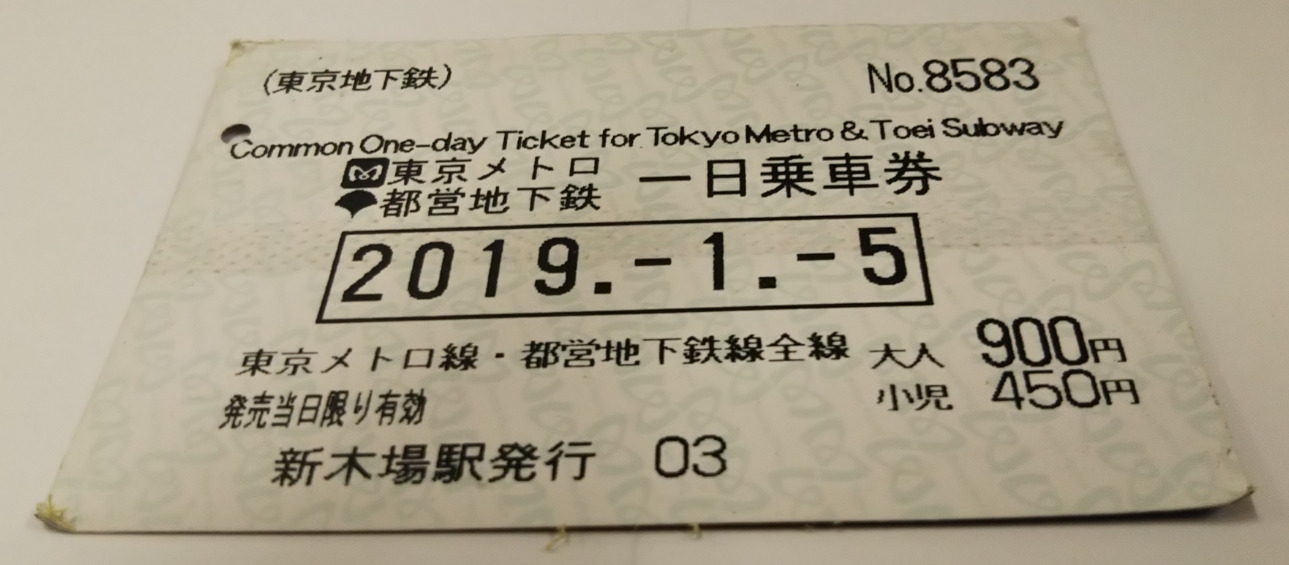 (東京地下鉄) No.8583
Common One-day Ticket for Tokyo Metro & Toei Subway
東京メトロ 一日乗車券
都営地下鉄
2019.-1.-5
東京メトロ線・都営地下鉄線全線 大人 900円
発売当日限り有効 小児 450円
新木場駅発行 03